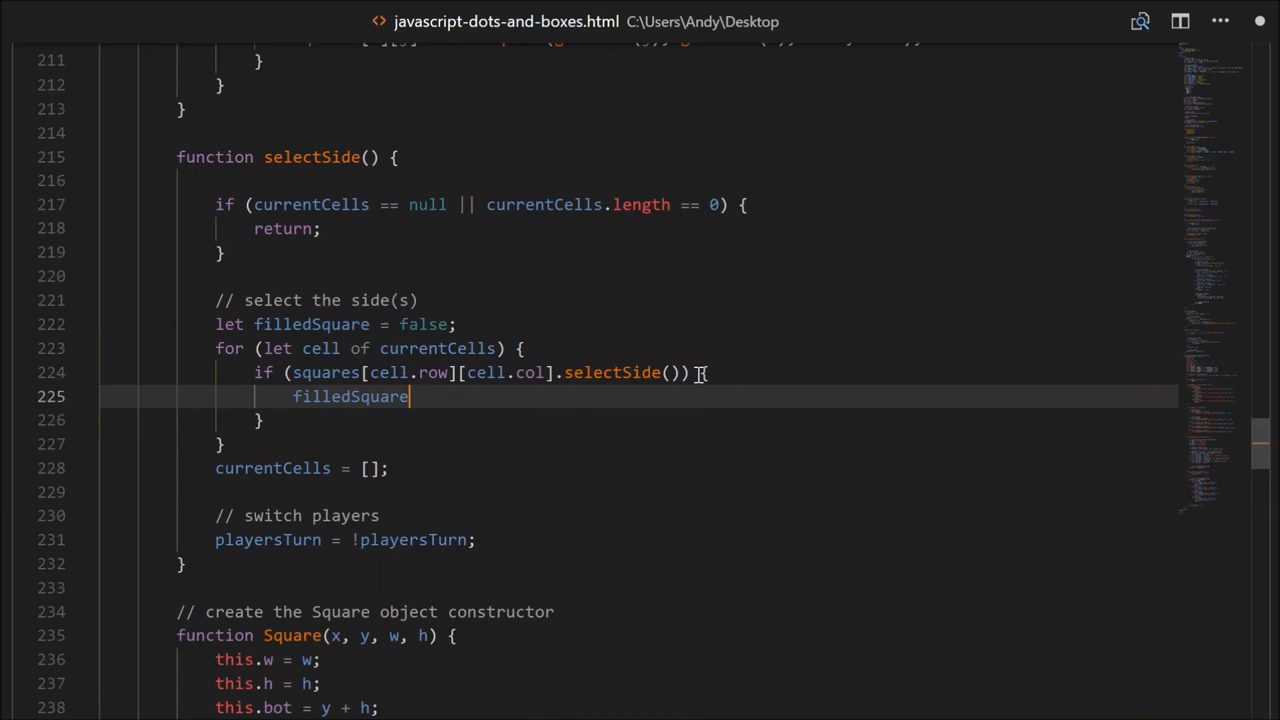 javascript-dots-and-boxes.html C:\Users\Andy\Desktop
211 }
212 }
213 }
214
215 function selectSide() {
216
217 if (currentCells == null || currentCells.length == 0) {
218 return;
219 }
220
221 // select the side(s)
222 let filledSquare = false;
223 for (let cell of currentCells) {
224 if (squares[cell.row][cell.col].selectSide()) {
225 filledSquare
226 }
227 }
228 currentCells = [];
229
230 // switch players
231 playersTurn = !playersTurn;
232 }
233
234 // create the Square object constructor
235 function Square(x, y, w, h) {
236 this.w = w;
237 this.h = h;
238 this.bot = y + h;